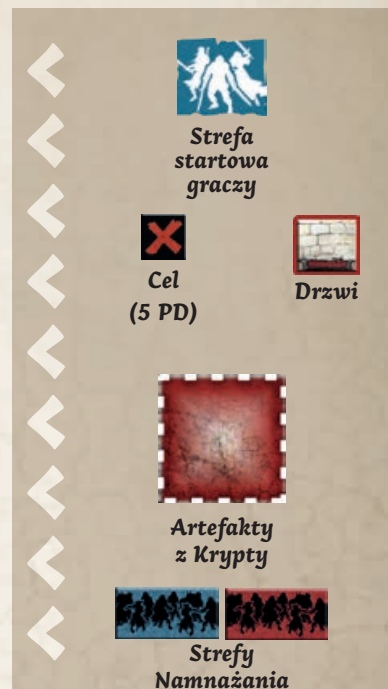 Strefa
startowa
graczy
Cel
(5 PD)
Drzwi
Artefakty
z Krypty
Strefy
Namnażania